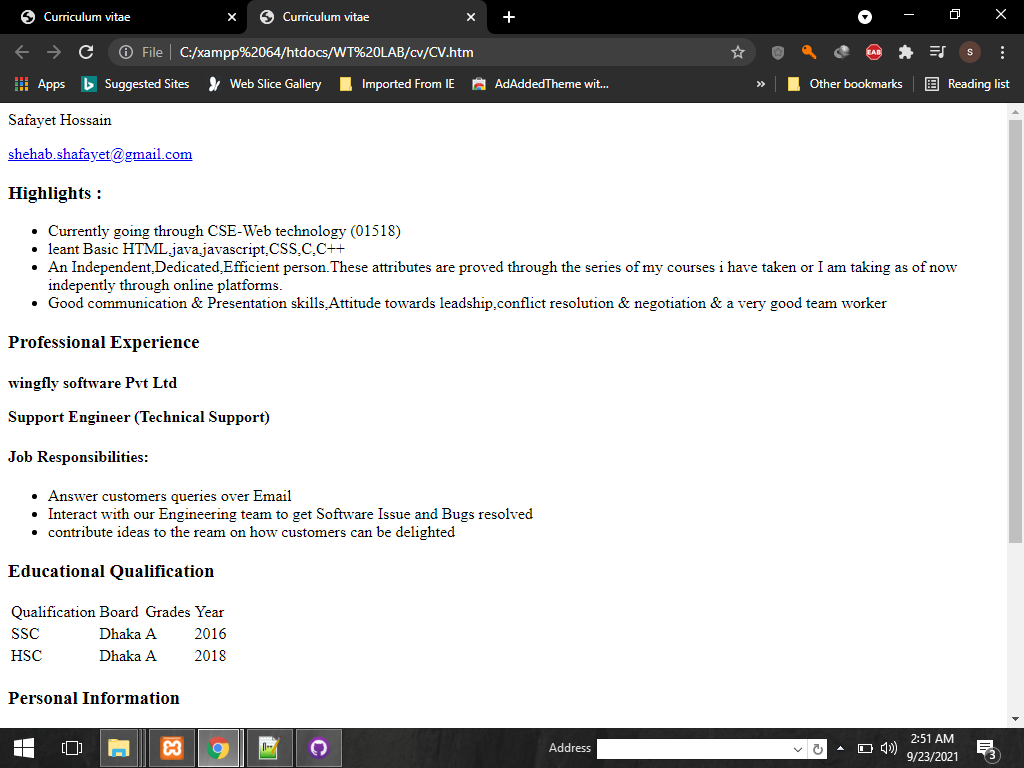 Curriculum vitae
Curriculum vitae
File
C:/xampp%2064/htdocs/WT%20LAB/cv/CV.htm
EAB
S
Apps
Suggested Sites
Web Slice Gallery
Imported From IE
AdAddedTheme wit...
»
Other bookmarks
Reading list
Safayet Hossain
shehab.shafayet@gmail.com
Highlights :
• Currently going through CSE-Web technology (01518)
• leant Basic HTML,java,javascript,CSS,C,C++
• An Independent,Dedicated,Efficient person.These attributes are proved through the series of my courses i have taken or I am taking as of now
indepently through online platforms.
• Good communication & Presentation skills,Attitude towards leadship,conflict resolution & negotiation & a very good team worker
Professional Experience
wingfly software Pvt Ltd
Support Engineer (Technical Support)
Job Responsibilities:
• Answer customers queries over Email
• Interact with our Engineering team to get Software Issue and Bugs resolved
• contribute ideas to the ream on how customers can be delighted
Educational Qualification
Qualification Board Grades Year
SSC Dhaka A 2016
HSC Dhaka A 2018
Personal Information
Address
2:51 AM
9/23/2021
3